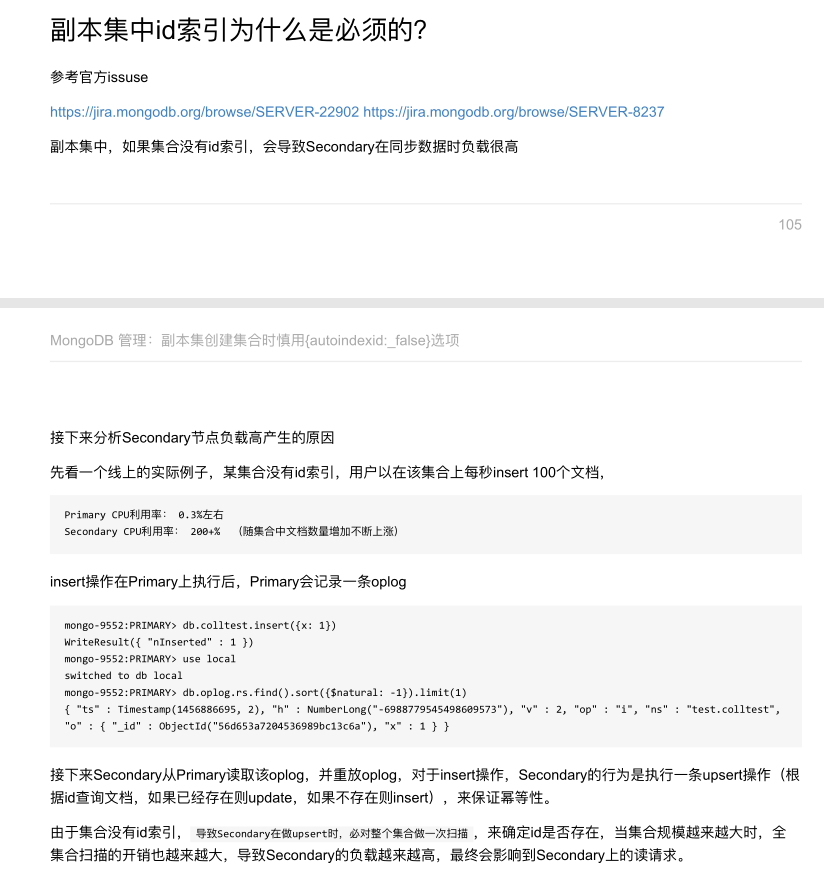 副本集中id索引为什么是必须的?
参考官方issuse
https://jira.mongodb.org/browse/SERVER-22902 https://jira.mongodb.org/browse/SERVER-8237
副本集中，如果集合没有id索引，会导致Secondary在同步数据时负载很高
105
MongoDB 管理：副本集创建集合时慎用{autoindexid:_false}选项
接下来分析Secondary节点负载高产生的原因
先看一个线上的实际例子，某集合没有id索引，用户以在该集合上每秒insert 100个文档，
Primary CPU利用率： 0.3%左右
Secondary CPU利用率： 200+% （随集合中文档数量增加不断上涨）
insert操作在Primary上执行后，Primary会记录一条oplog
mongo-9552:PRIMARY> db.colltest.insert({x: 1})
WriteResult({ "nInserted" : 1 })
mongo-9552:PRIMARY> use local
switched to db local
mongo-9552:PRIMARY> db.oplog.rs.find().sort({$natural: -1}).limit(1)
{ "ts" : Timestamp(1456886695, 2), "h" : NumberLong("-6988779545498609573"), "v" : 2, "op" : "i", "ns" : "test.colltest",
"o" : { "_id" : ObjectId("56d653a7204536989bc13c6a"), "x" : 1 } }
接下来Secondary从Primary读取该oplog，并重放oplog，对于insert操作，Secondary的行为是执行一条upsert操作（根
据id查询文档，如果已经存在则update，如果不存在则insert），来保证幂等性。
由于集合没有id索引， 导致Secondary在做upsert时，必对整个集合做一次扫描 ，来确定id是否存在，当集合规模越来越大时，全
集合扫描的开销也越来越大，导致Secondary的负载越来越高，最终会影响到Secondary上的读请求。